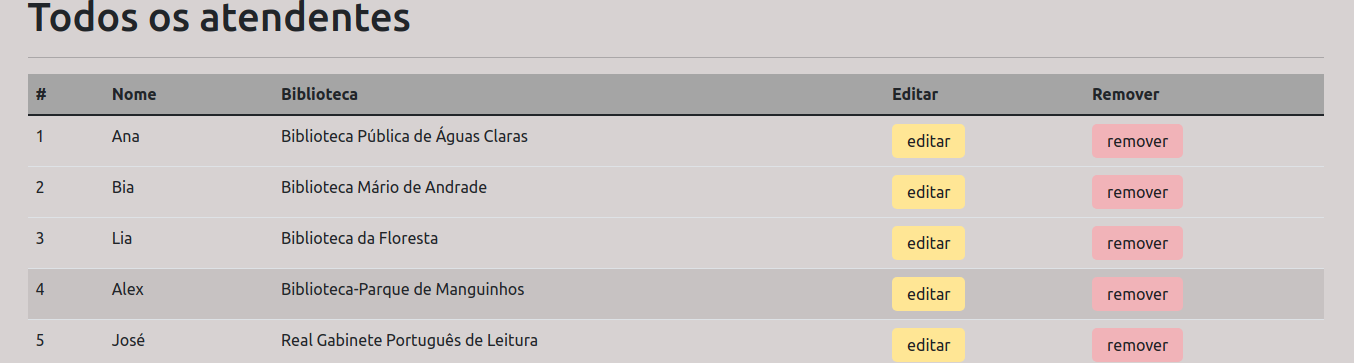 Todos os atendentes
# Nome Biblioteca Editar Remover
1 Ana Biblioteca Pública de Águas Claras editar remover
2 Bia Biblioteca Mário de Andrade editar remover
3 Lia Biblioteca da Floresta editar remover
4 Alex Biblioteca-Parque de Manguinhos editar remover
5 José Real Gabinete Português de Leitura editar remover